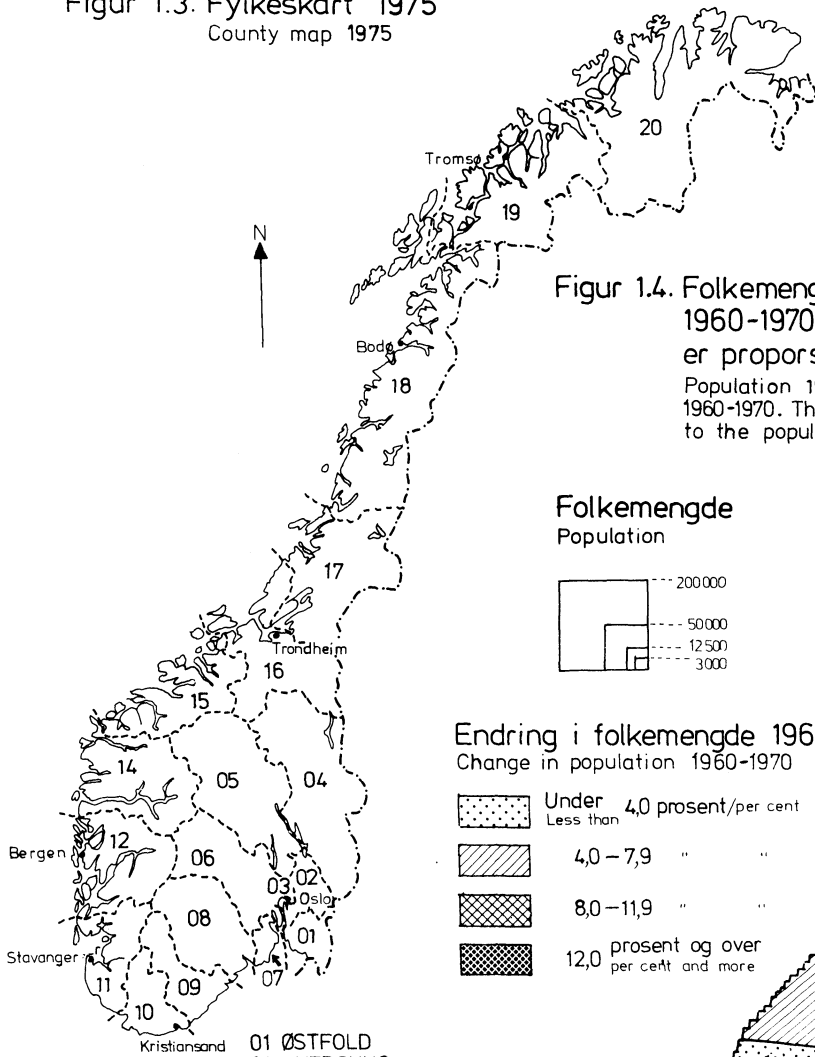 Figur 1.3. Fylkeskart 1975
County map 1975
20
Tromsø
19
N
Bodø
18
17
Trondheim
16
15
14
05
04
12
Bergen
06
03
02
Oslo
08
01
Stavanger
07
11
09
10
Kristiansand
01 ØSTFOLD
Figur 1.4. Folkemeng
1960-1970
er propors
Population 1
1960-1970. Th
to the popul
Folkemengde
Population
200 000
50 000
12 500
3 000
Endring i folkemengde 196
Change in population 1960-1970
Under 4,0 prosent/per cent
Less than
4,0 – 7,9 " "
8,0 – 11,9 " "
12,0 prosent og over
per cent and more